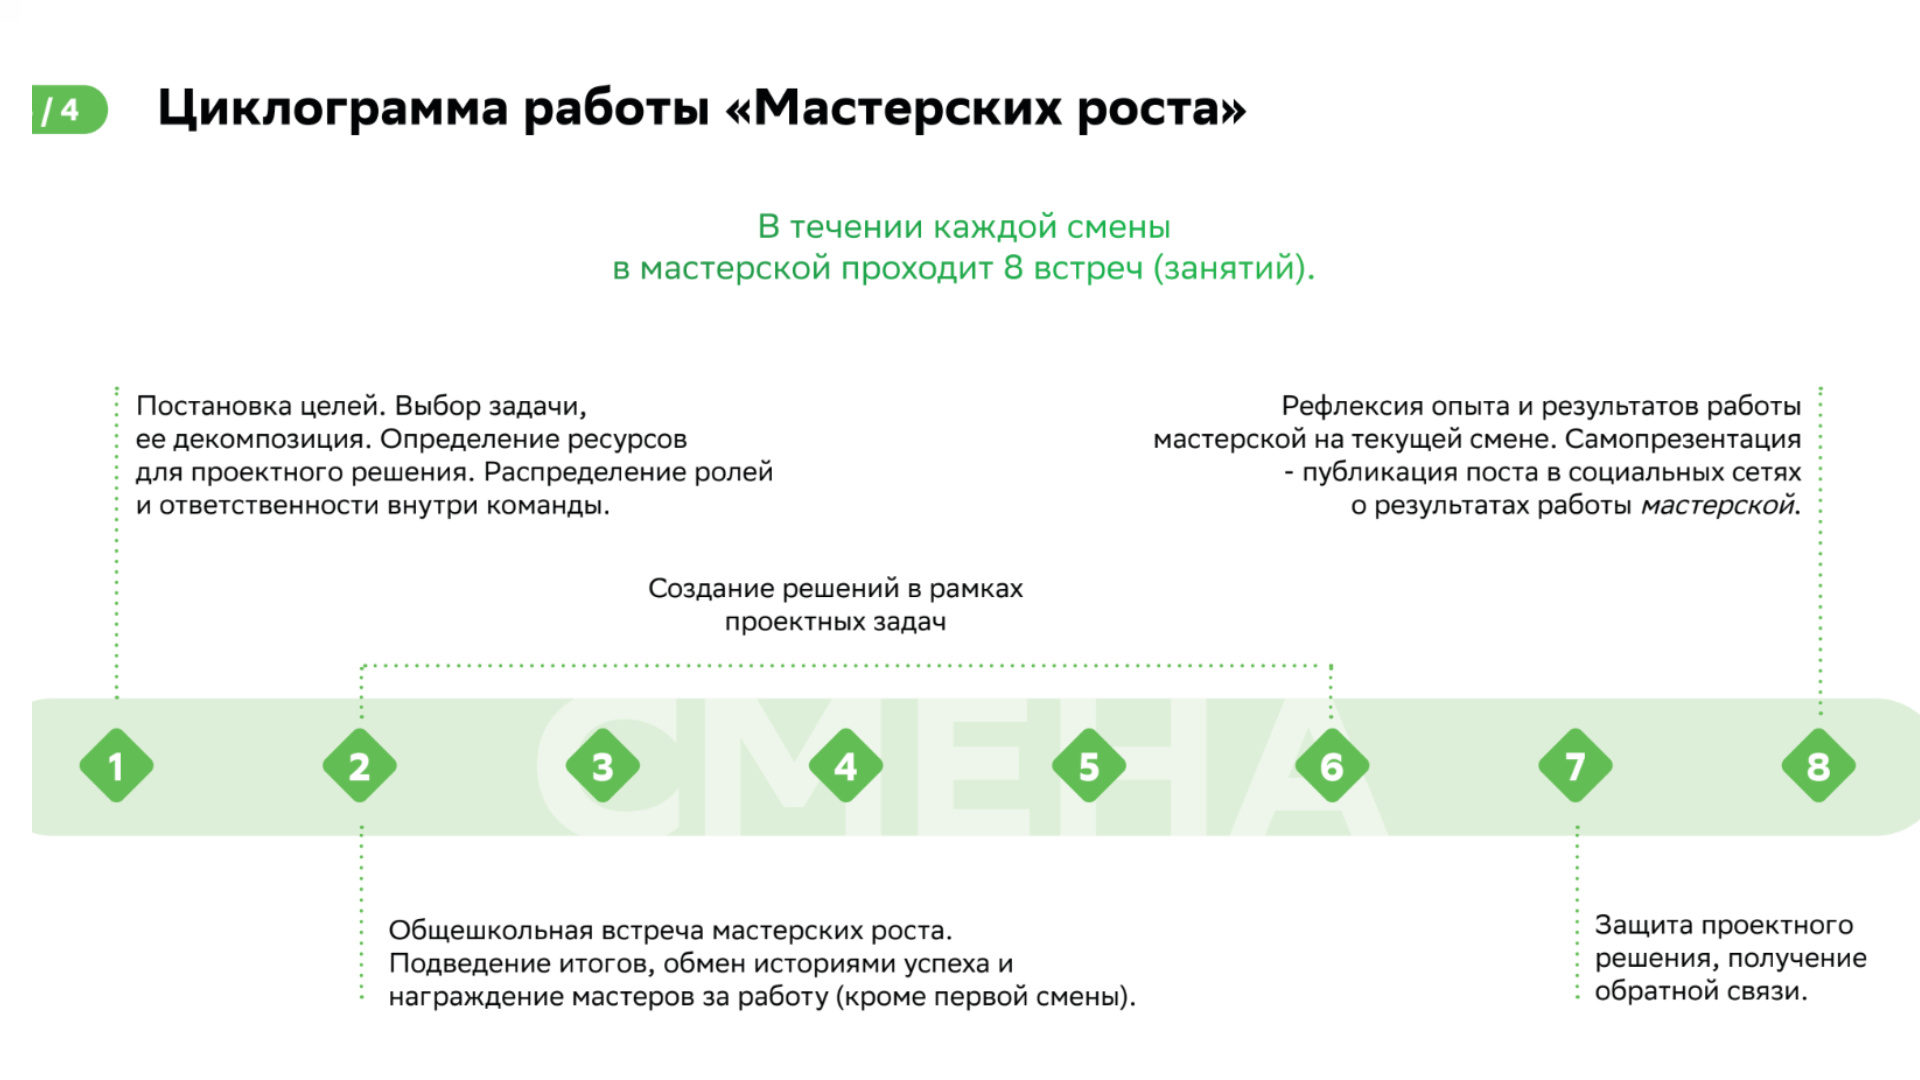 / 4
Циклограмма работы «Мастерских роста»
В течении каждой смены
в мастерской проходит 8 встреч (занятий).
Постановка целей. Выбор задачи,
ее декомпозиция. Определение ресурсов
для проектного решения. Распределение ролей
и ответственности внутри команды.
Рефлексия опыта и результатов работы
мастерской на текущей смене. Самопрезентация
- публикация поста в социальных сетях
о результатах работы мастерской.
Создание решений в рамках
проектных задач
СМЕНА
1 2 3 4 5 6 7 8
Общешкольная встреча мастерских роста.
Подведение итогов, обмен историями успеха и
награждение мастеров за работу (кроме первой смены).
Защита проектного
решения, получение
обратной связи.